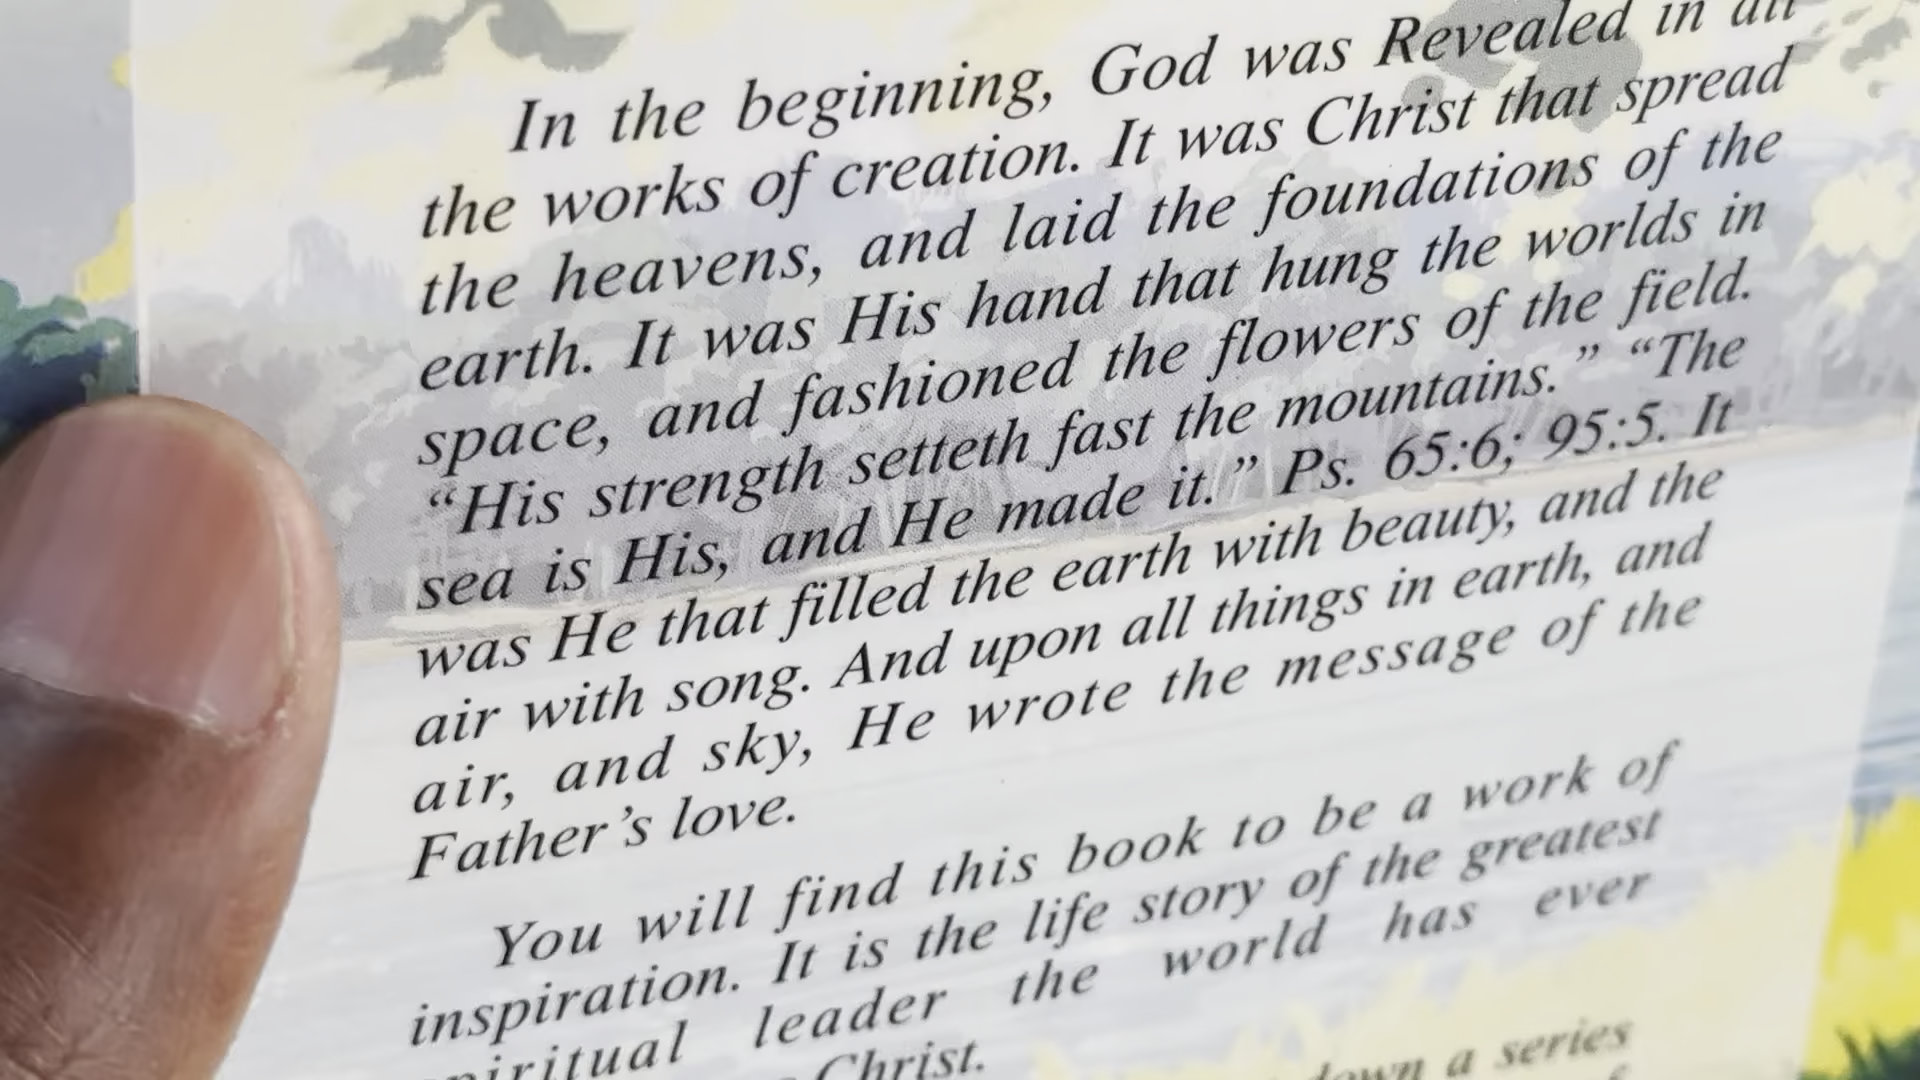 In the beginning, God was Revealed in all
the works of creation. It was Christ that spread
the heavens, and laid the foundations of the
earth. It was His hand that hung the worlds in
space, and fashioned the flowers of the field.
“His strength setteth fast the mountains.” “The
sea is His, and He made it.” Ps. 65:6; 95:5. It
was He that filled the earth with beauty, and the
air with song. And upon all things in earth, and
air, and sky, He wrote the message of the
Father’s love.
You will find this book to be a work of
inspiration. It is the life story of the greatest
spiritual leader the world has ever
Christ.
down a series